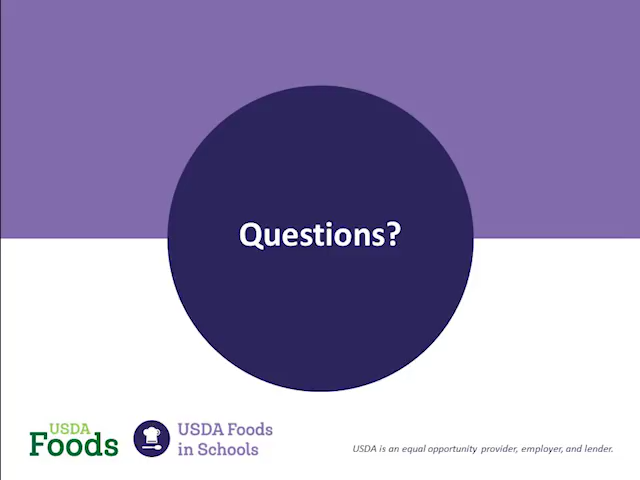 Questions?
USDA
Foods
USDA Foods
in Schools
USDA is an equal opportunity provider, employer, and lender.